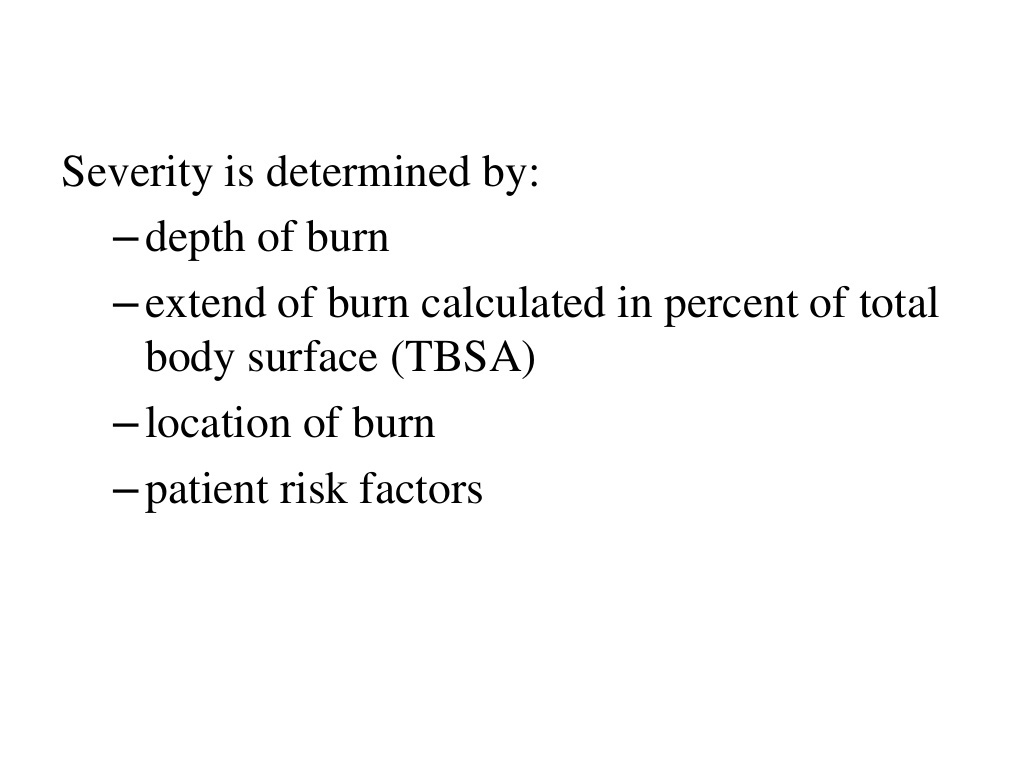 Severity is determined by:
– depth of burn
– extend of burn calculated in percent of total
body surface (TBSA)
– location of burn
– patient risk factors